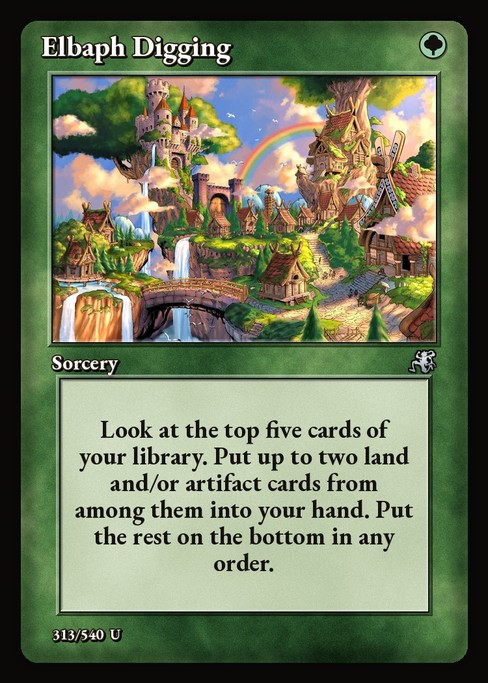 Elbaph Digging
Sorcery
Look at the top five cards of
your library. Put up to two land
and/or artifact cards from
among them into your hand. Put
the rest on the bottom in any
order.
313/540 U